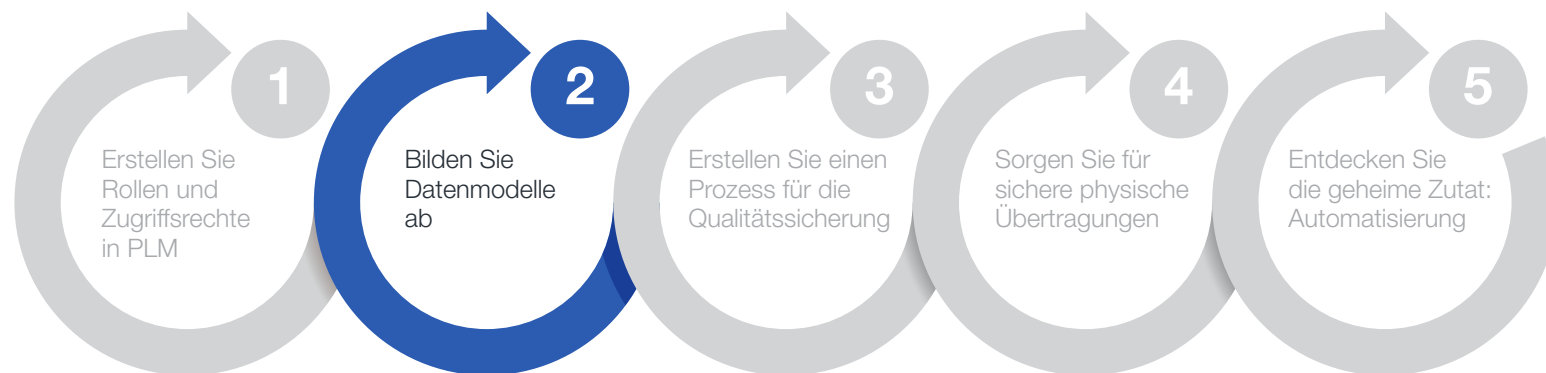 1
Erstellen Sie
Rollen und
Zugriffsrechte
in PLM
2
Bilden Sie
Datenmodelle
ab
3
Erstellen Sie einen
Prozess für die
Qualitätssicherung
4
Sorgen Sie für
sichere physische
Übertragungen
5
Entdecken Sie
die geheime Zutat:
Automatisierung